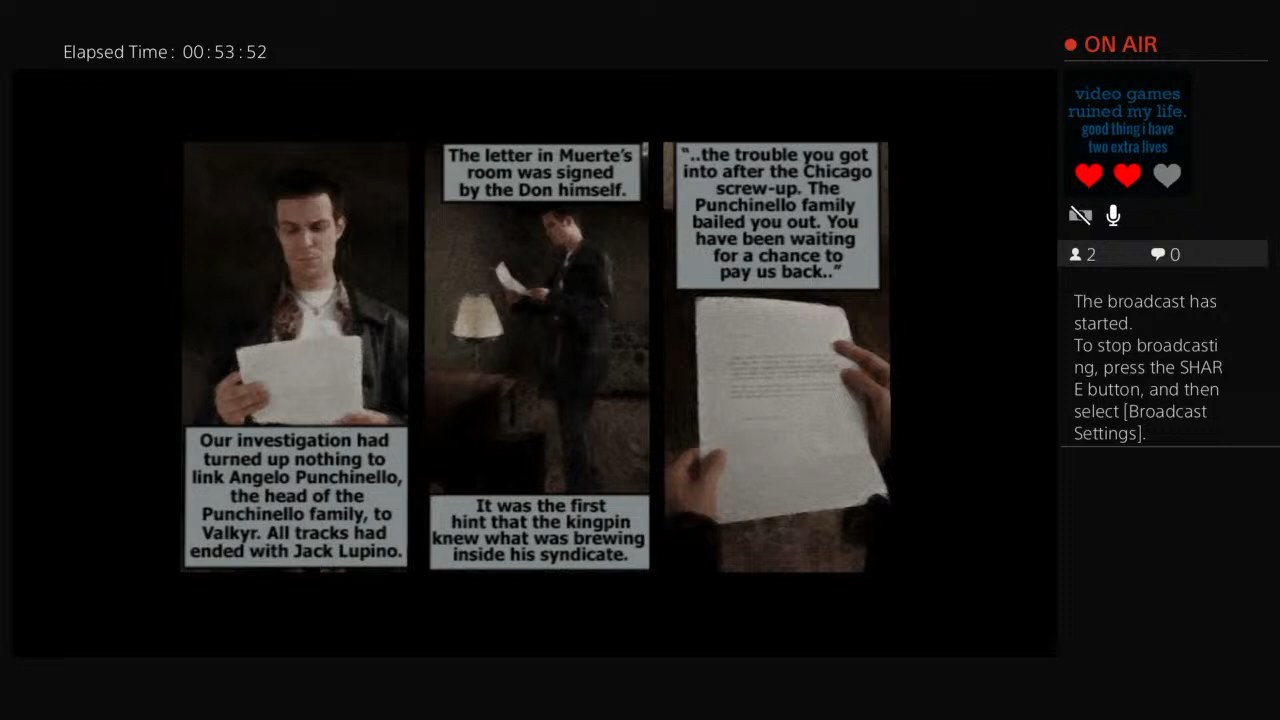 Elapsed Time: 00:53:52
ON AIR
video games
ruined my life.
good thing i have
two extra lives
2
0
The broadcast has
started.
To stop broadcasti
ng, press the SHAR
E button, and then
select [Broadcast
Settings].
Our investigation had
turned up nothing to
link Angelo Punchinello,
the head of the
Punchinello family, to
Valkyr. All tracks had
ended with Jack Lupino.
The letter in Muerte's
room was signed
by the Don himself.
It was the first
hint that the kingpin
knew what was brewing
inside his syndicate.
"..the trouble you got
into after the Chicago
screw-up. The
Punchinello family
bailed you out. You
have been waiting
for a chance to
pay us back.."